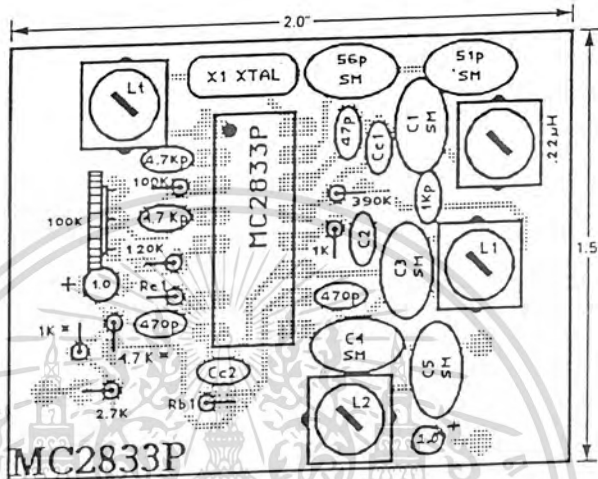 2.0"
Lt
X1 XTAL
56p
SM
51p
SM
4.7Kp
100K
47p
Cc1
C1
SM
.22µH
MC2833P
100K
4.7Kp
390K
1Kp
120K
1K
C2
C3
SM
L1
1.5"
+
1.0
Re1
470p
470p
1K
4.7K
C4
SM
C5
SM
Cc2
2.7K
Rb1
L2
1.0
+
MC2833P